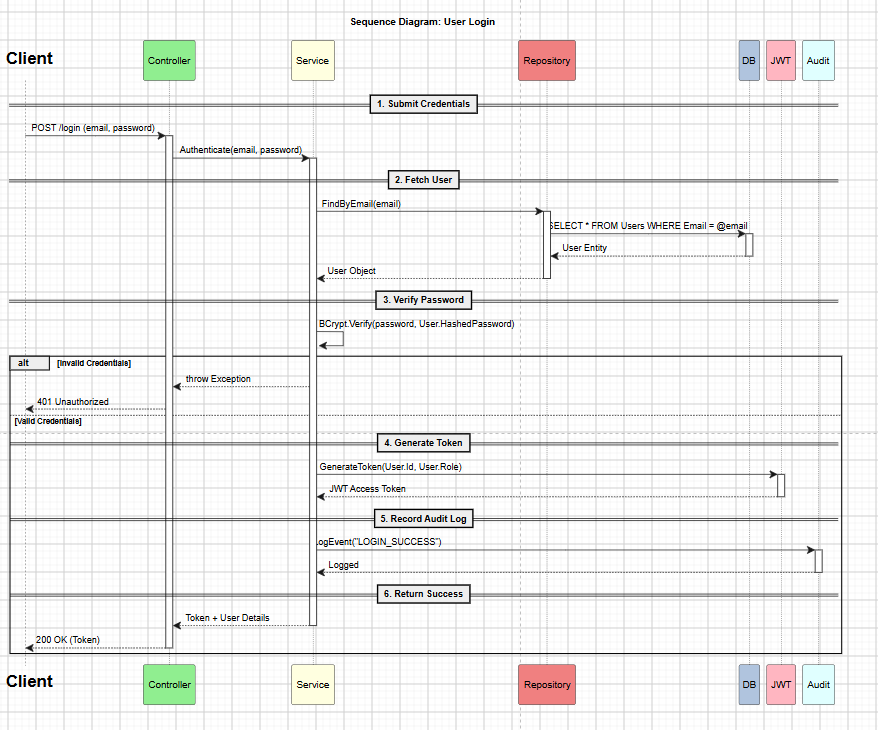 Sequence Diagram: User Login
Client
Controller
Service
Repository
DB
JWT
Audit
1. Submit Credentials
POST /login (email, password)
Authenticate(email, password)
2. Fetch User
FindByEmail(email)
SELECT * FROM Users WHERE Email = @email
User Entity
User Object
3. Verify Password
BCrypt.Verify(password, User.HashedPassword)
alt
[Invalid Credentials]
throw Exception
401 Unauthorized
[Valid Credentials]
4. Generate Token
GenerateToken(User.Id, User.Role)
JWT Access Token
5. Record Audit Log
LogEvent("LOGIN_SUCCESS")
Logged
6. Return Success
Token + User Details
200 OK (Token)
Client
Controller
Service
Repository
DB
JWT
Audit